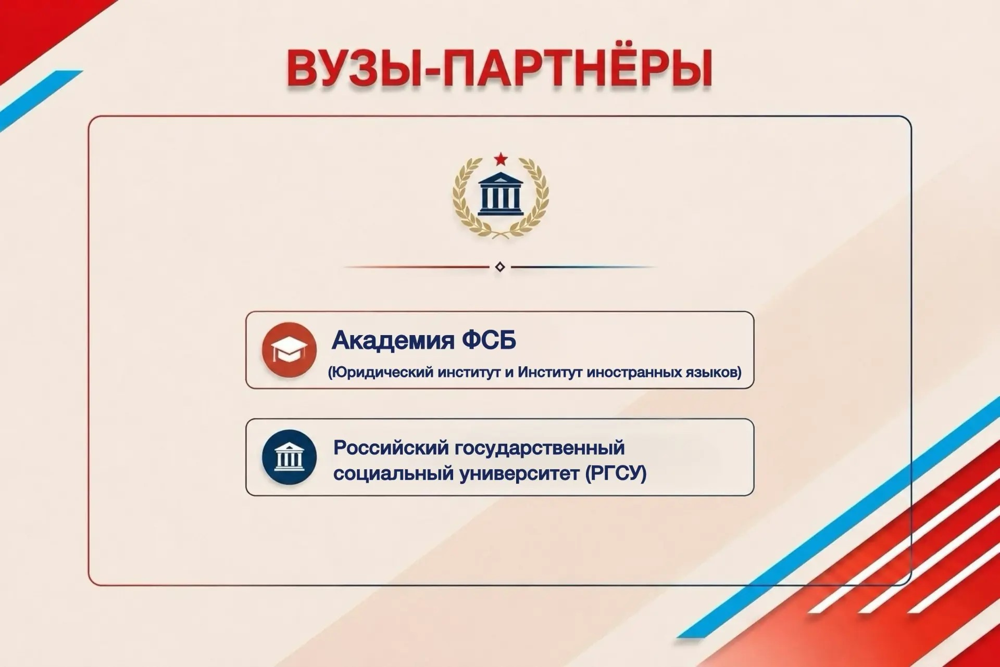 ВУЗЫ-ПАРТНЁРЫ
Академия ФСБ
(Юридический институт и Институт иностранных языков)
Российский государственный
социальный университет (РГСУ)